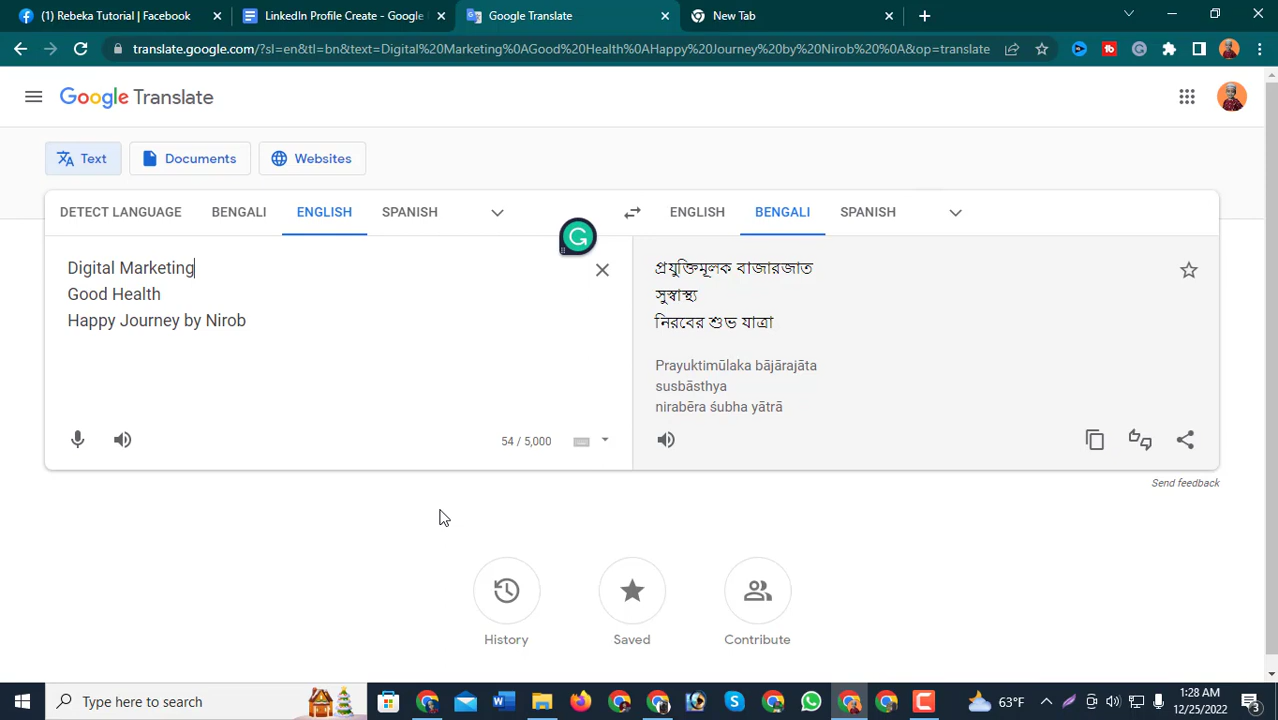 (1) Rebeka Tutorial | Facebook
LinkedIn Profile Create - Google
Google Translate
New Tab
translate.google.com/?sl=en&tl=bn&text=Digital%20Marketing%0AGood%20Health%0AHappy%20Journey%20by%20Nirob%20%0A&op=translate
Google Translate
Text
Documents
Websites
DETECT LANGUAGE
BENGALI
ENGLISH
SPANISH
ENGLISH
BENGALI
SPANISH
Digital Marketing
Good Health
Happy Journey by Nirob
54 / 5,000
প্রযুক্তিমূলক বাজারজাত
সুস্বাস্থ্য
নিরবের শুভ যাত্রা
Prayuktimūlaka bājārajāta
susbāsthya
nirabēra śubha yātrā
Send feedback
History
Saved
Contribute
Type here to search
63°F
1:28 AM
12/25/2022
3